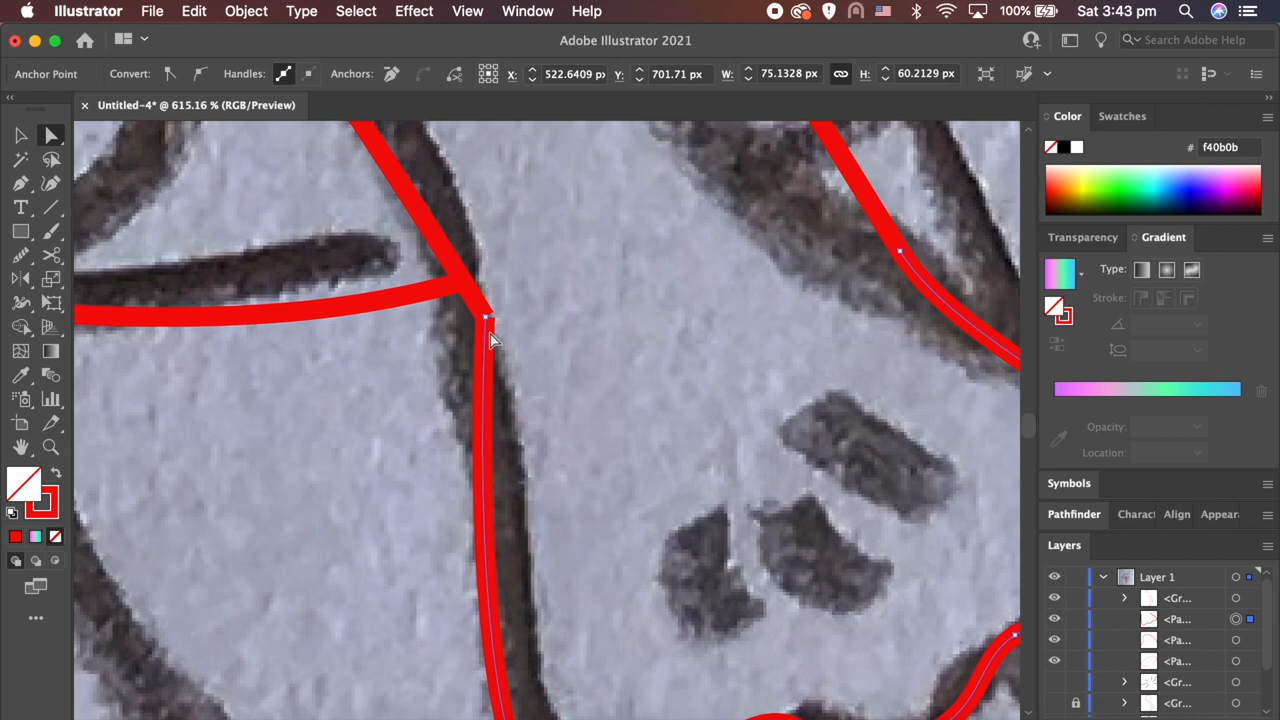 Illustrator File Edit Object Type Select Effect View Window Help 100% Sat 3:43 pm
Adobe Illustrator 2021 Search Adobe Help
Anchor Point Convert: Handles: Anchors: X: 522.6409 px Y: 701.71 px W: 75.1328 px H: 60.2129 px
× Untitled-4* @ 615.16 % (RGB/Preview)
Color Swatches
# f40b0b
Transparency Gradient
Type:
Stroke:
Opacity:
Location:
Symbols
Pathfinder Charact Align Appear
Layers
Layer 1
<Gr...
<Pa...
<Pa...
<Pa...
<Gr...
<Gr...